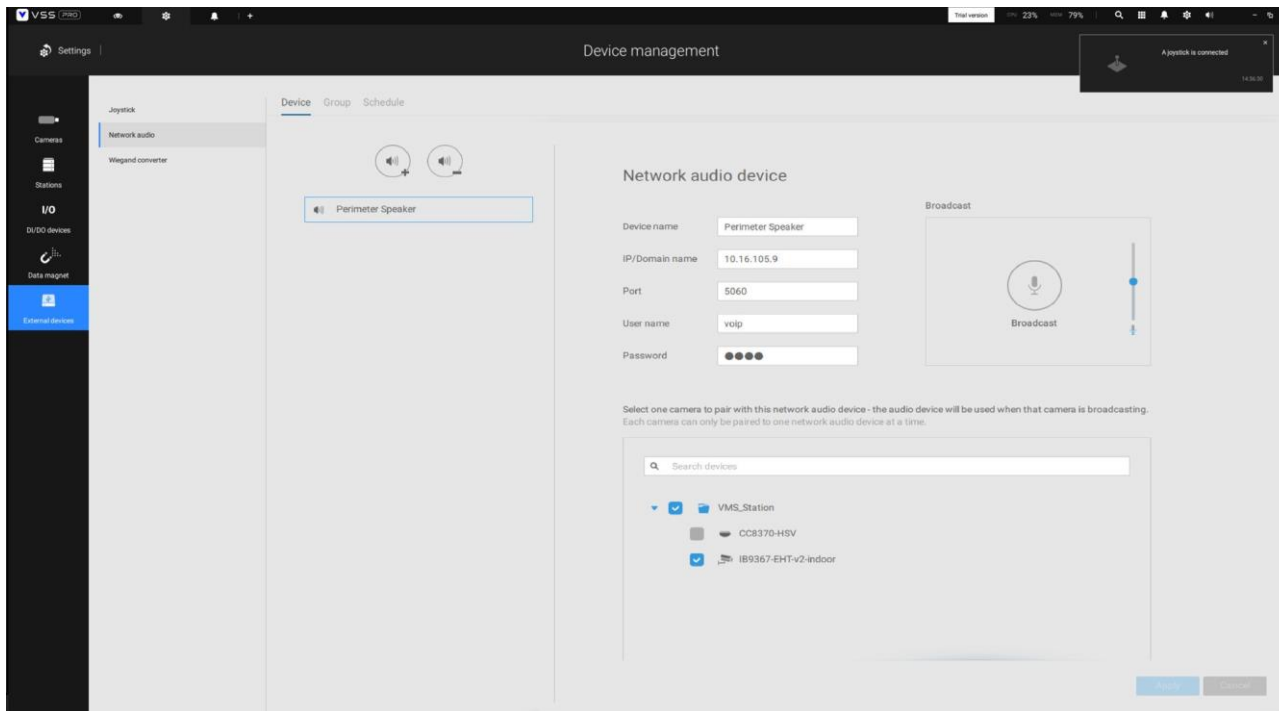 VSS PRO
Trial version
CPU 23%
MEM 79%
Settings
Device management
A joystick is connected
14:36:30
Cameras
Stations
I/O
DI/DO devices
Data magnet
External devices
Joystick
Network audio
Wiegand converter
Device Group Schedule
Perimeter Speaker
Network audio device
Device name Perimeter Speaker
IP/Domain name 10.16.105.9
Port 5060
User name voip
Password
Broadcast
Broadcast
Select one camera to pair with this network audio device - the audio device will be used when that camera is broadcasting.
Each camera can only be paired to one network audio device at a time.
Search devices
VMS_Station
CC8370-HSV
IB9367-EHT-v2-indoor
Apply Cancel